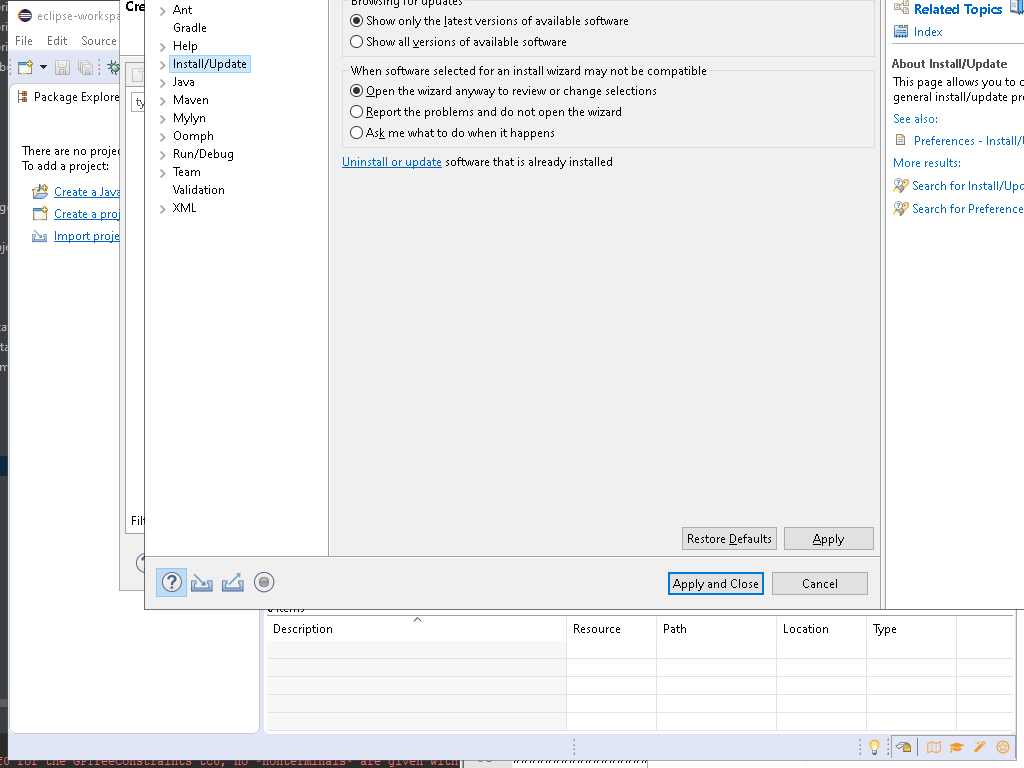 eclipse-workspa
File Edit Source
Package Explore
There are no projec
To add a project:
Create a Java
Create a proj
Import proje
Cre
ty
Filt
Ant
Gradle
Help
Install/Update
Java
Maven
Mylyn
Oomph
Run/Debug
Team
Validation
XML
Browsing for updates
Show only the latest versions of available software
Show all versions of available software
When software selected for an install wizard may not be compatible
Open the wizard anyway to review or change selections
Report the problems and do not open the wizard
Ask me what to do when it happens
Uninstall or update software that is already installed
Restore Defaults Apply
Apply and Close Cancel
Related Topics
Index
About Install/Update
This page allows you to c
general install/update pr
See also:
Preferences - Install/U
More results:
Search for Install/Upd
Search for Preference
items
Description Resource Path Location Type
for the GPTreeConstraints tc0, no -nonterminals- are given with